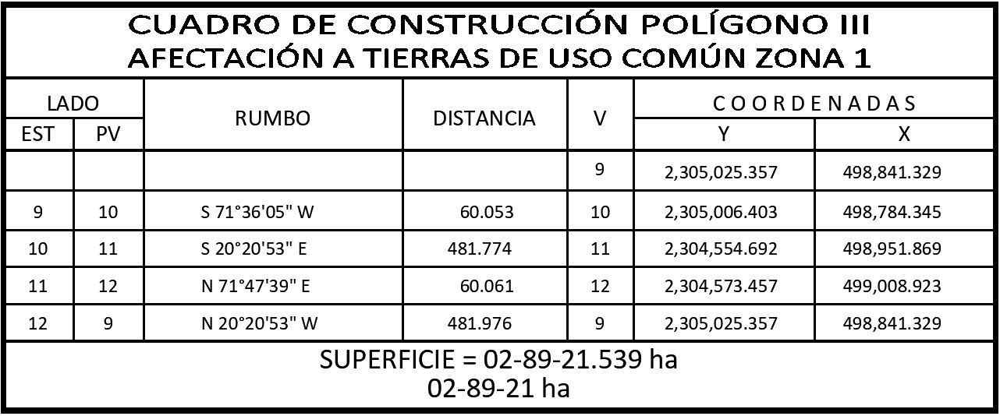 CUADRO DE CONSTRUCCIÓN POLÍGONO III
AFECTACIÓN A TIERRAS DE USO COMÚN ZONA 1
LADO RUMBO DISTANCIA V C O O R D E N A D A S
EST PV Y X
9 2,305,025.357 498,841.329
9 10 S 71°36'05" W 60.053 10 2,305,006.403 498,784.345
10 11 S 20°20'53" E 481.774 11 2,304,554.692 498,951.869
11 12 N 71°47'39" E 60.061 12 2,304,573.457 499,008.923
12 9 N 20°20'53" W 481.976 9 2,305,025.357 498,841.329
SUPERFICIE = 02-89-21.539 ha
02-89-21 ha